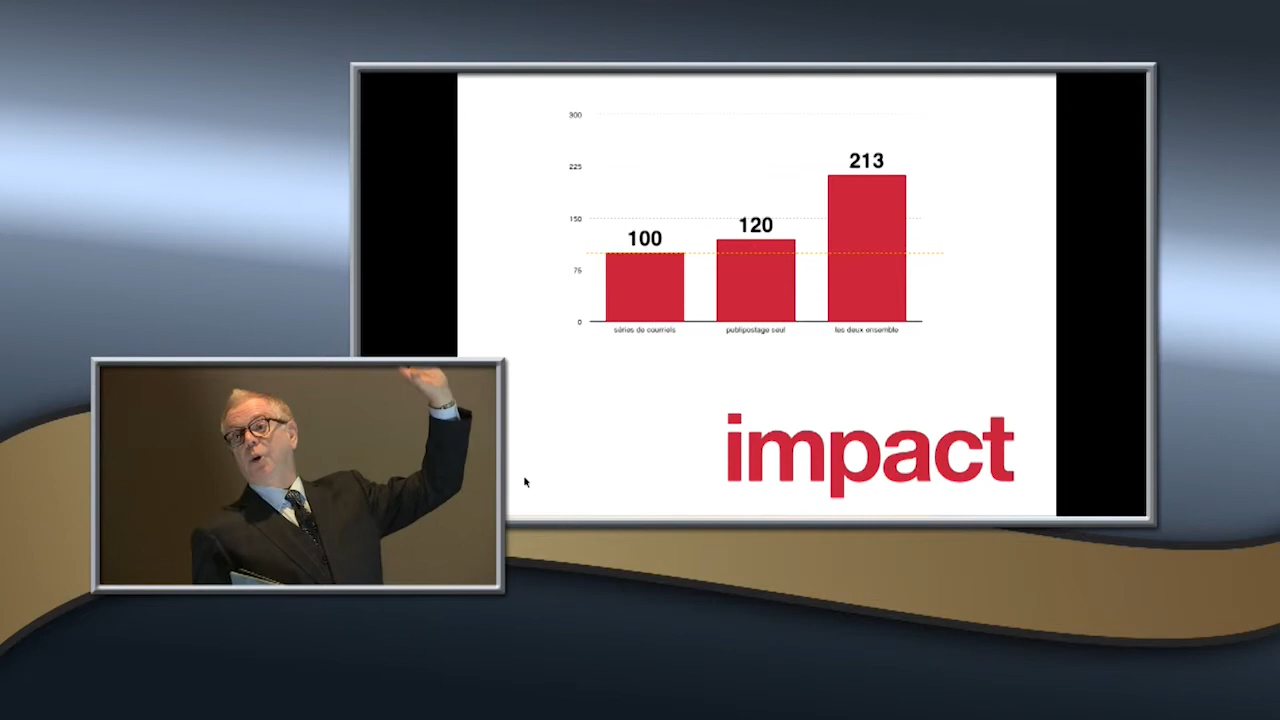 300
225
150
75
0
100
120
213
séries de courriels
publipostage seul
les deux ensemble
impact